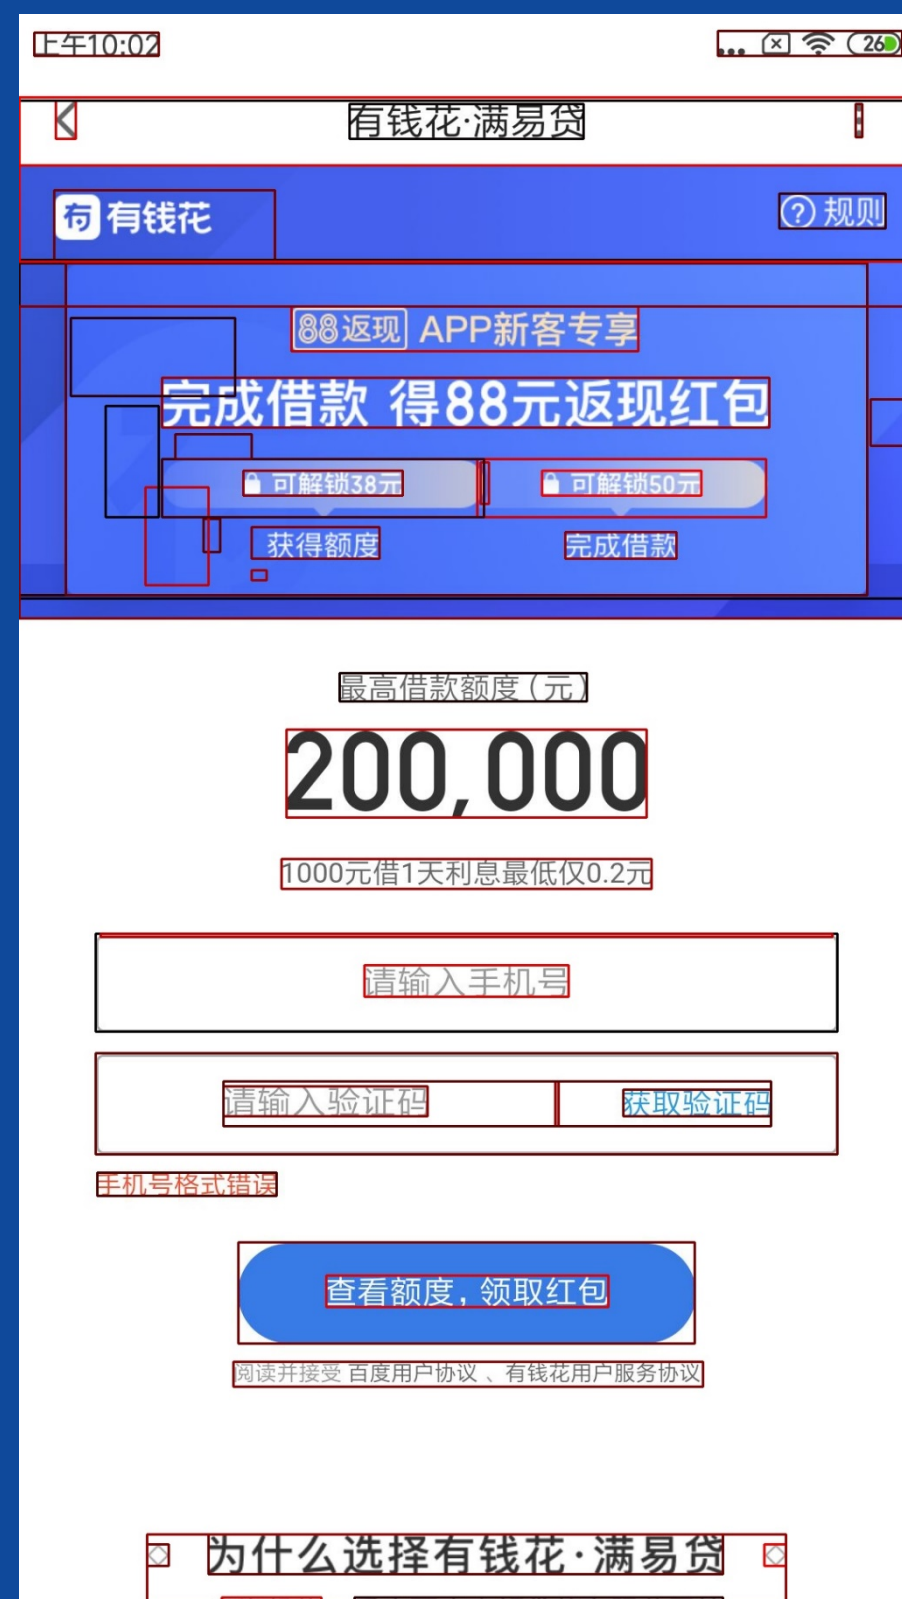 上午10:02
26
有钱花·满易贷
有钱花
规则
88返现 APP新客专享
完成借款 得88元返现红包
可解锁38元 可解锁50元
获得额度 完成借款
最高借款额度（元）
200,000
1000元借1天利息最低仅0.2元
请输入手机号
请输入验证码 获取验证码
手机号格式错误
查看额度，领取红包
阅读并接受 百度用户协议 、有钱花用户服务协议
为什么选择有钱花·满易贷